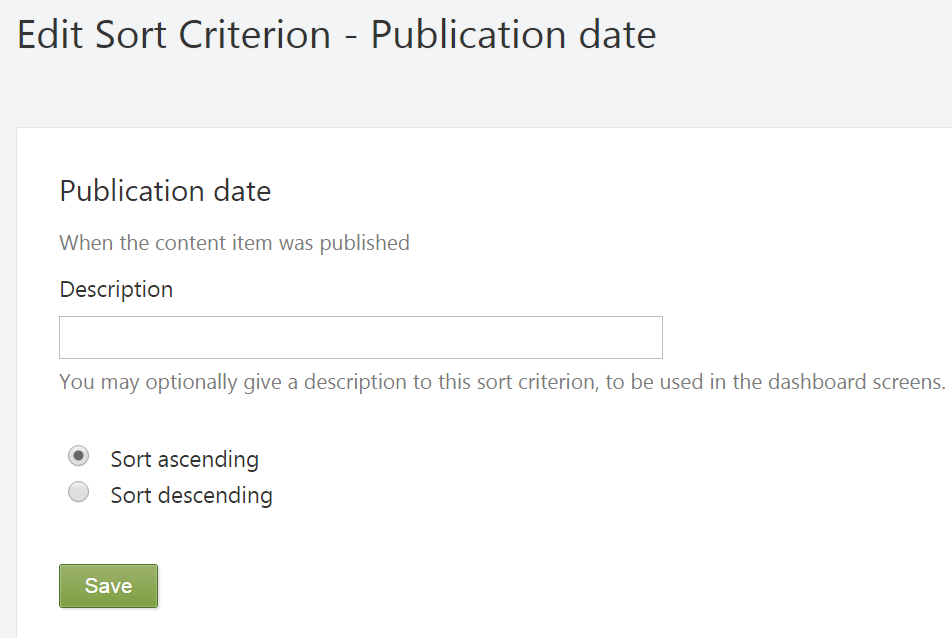 Edit Sort Criterion - Publication date
Publication date
When the content item was published
Description
You may optionally give a description to this sort criterion, to be used in the dashboard screens.
Sort ascending
Sort descending
Save